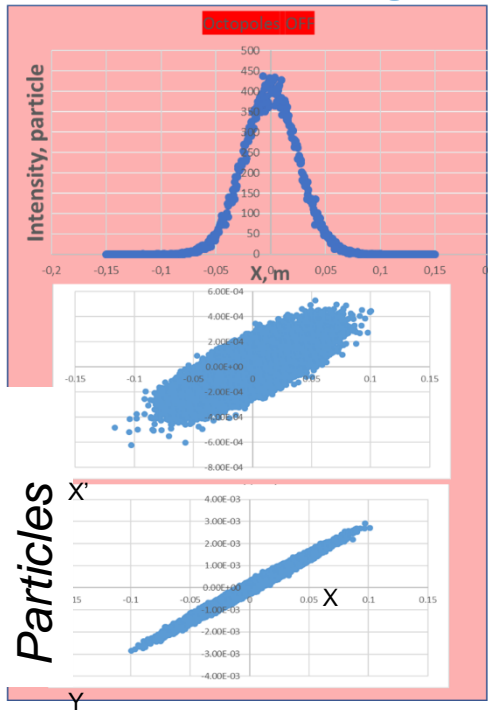 Octopoles OFF
Intensity, particle
500
450
400
350
300
250
200
150
100
50
0
-0,2 -0,15 -0,1 -0,05 0 0,05 0,1 0,15 0
X, m
6.00E-04
4.00E-04
2.00E-04
0.00E+00
-0.15 -0.1 -0.05 0 0.05 0.1 0.15
-2.00E-04
-4.00E-04
-6.00E-04
-8.00E-04
Particles
X'
4.00E-03
3.00E-03
2.00E-03
1.00E-03
0.00E+00
-0.15 -0.1 -0.05 0 0.05 0.1 0.15
X
-1.00E-03
-2.00E-03
-3.00E-03
-4.00E-03
Y